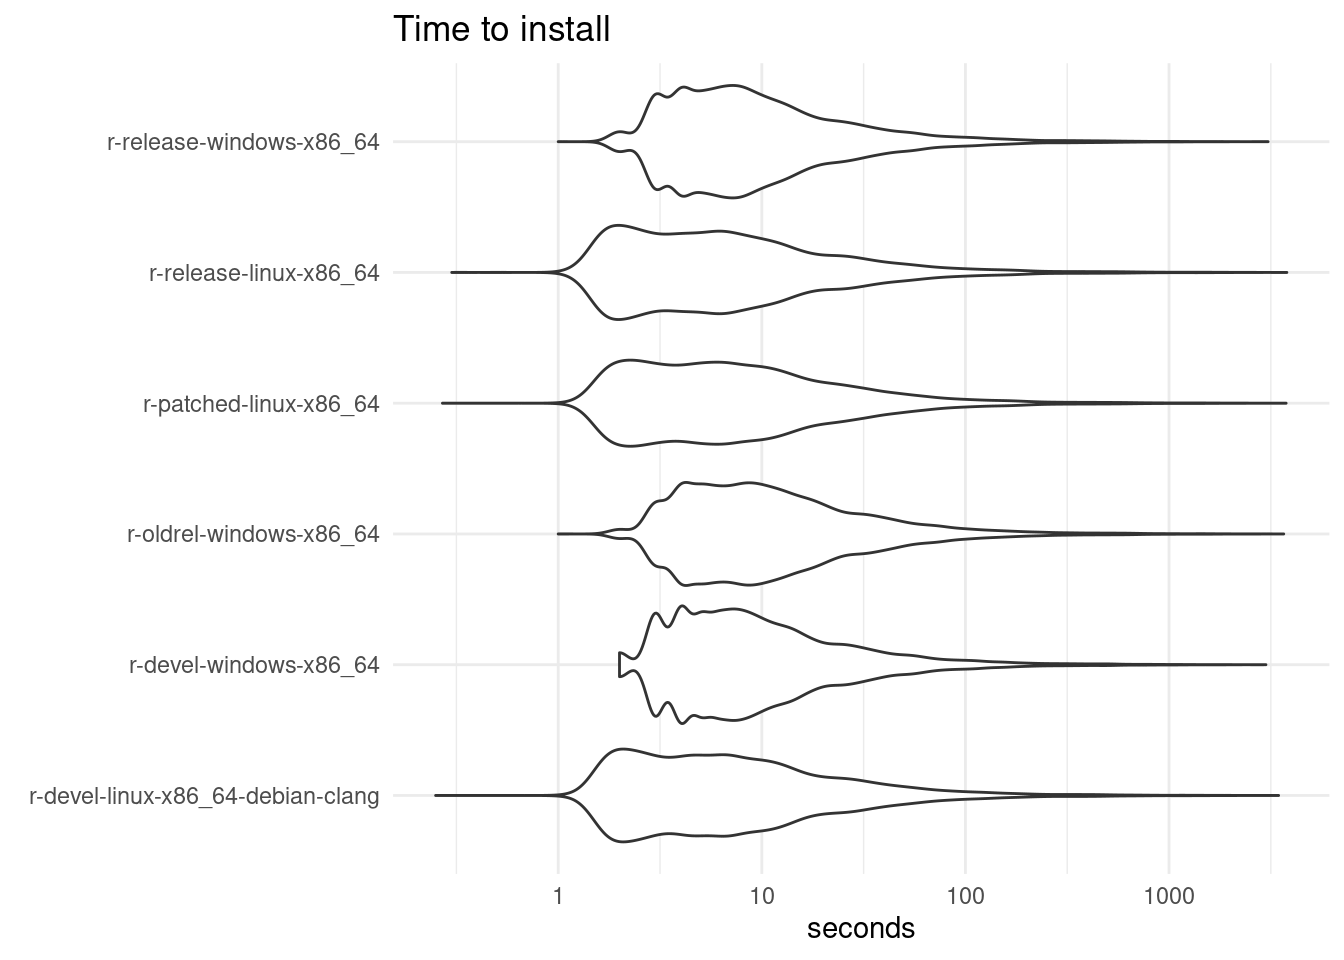 Time to install
r-release-windows-x86_64
r-release-linux-x86_64
r-patched-linux-x86_64
r-oldrel-windows-x86_64
r-devel-windows-x86_64
r-devel-linux-x86_64-debian-clang
1 10 100 1000
seconds